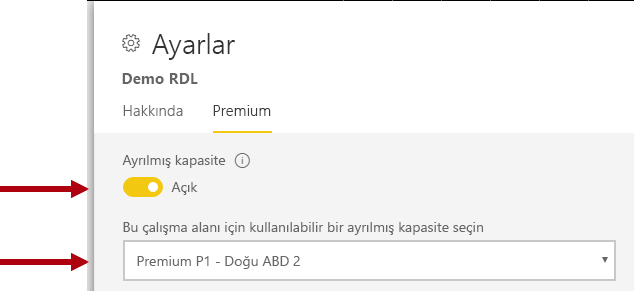 Ayarlar
Demo RDL
Hakkında Premium
Ayrılmış kapasite
Açık
Bu çalışma alanı için kullanılabilir bir ayrılmış kapasite seçin
Premium P1 - Doğu ABD 2